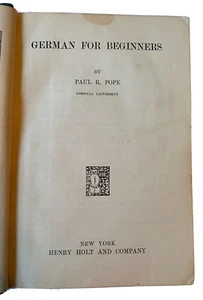 GERMAN FOR BEGINNERS
BY
PAUL R. POPE
CORNELL UNIVERSITY
NEW YORK
HENRY HOLT AND COMPANY